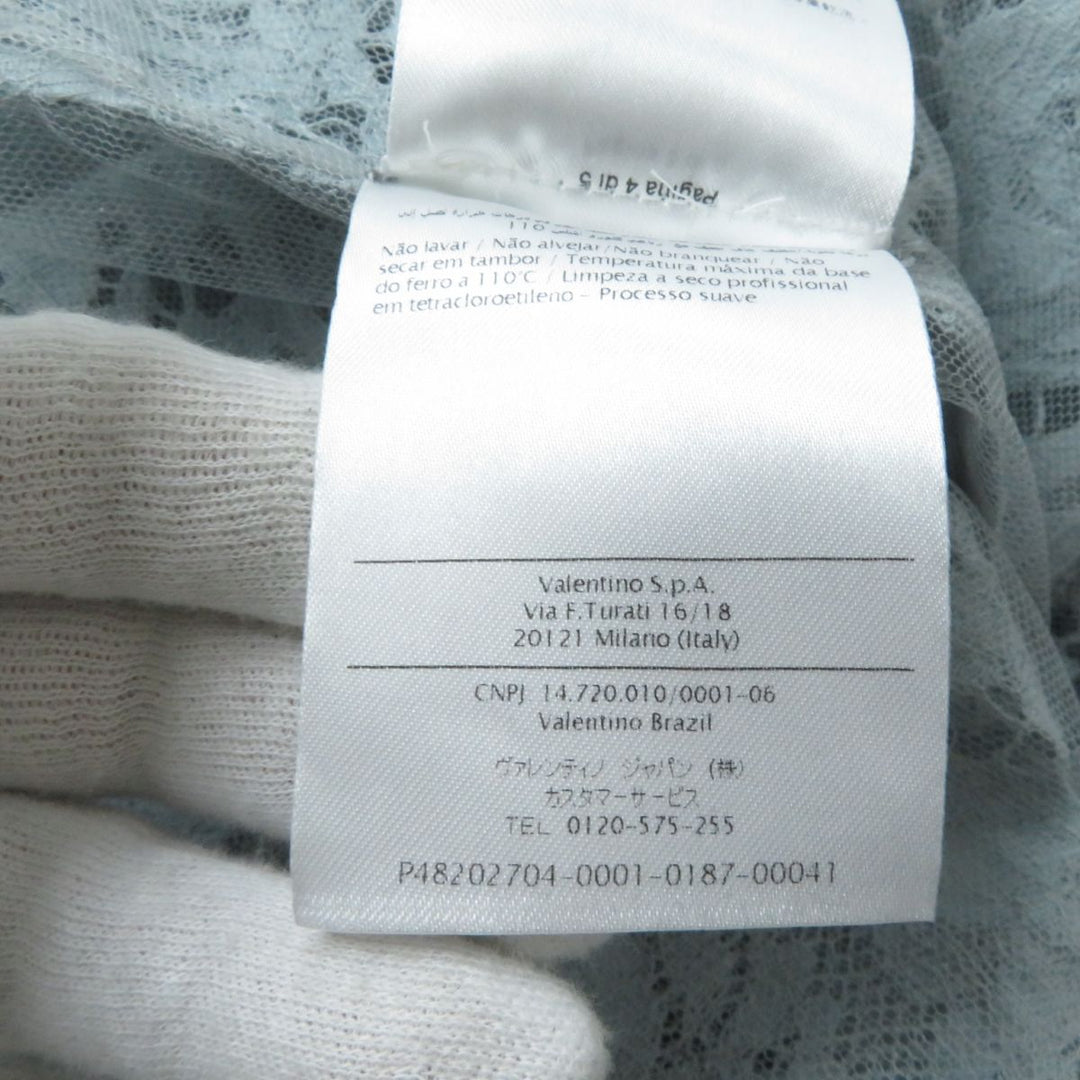 Pagina 4 di 5
110
Não lavar / Não alvejar/Não branquear / Não
secar em tambor / Temperatura máxima da base
do ferro a 110°C / Limpeza a seco profissional
em tetracloroetileno - Processo suave
Valentino S.p.A.
Via F.Turati 16/18
20121 Milano (Italy)
CNPJ 14.720.010/0001-06
Valentino Brazil
ヴァレンティノ ジャパン (株)
カスタマーサービス
TEL 0120-575-255
P48202704-0001-0187-00041